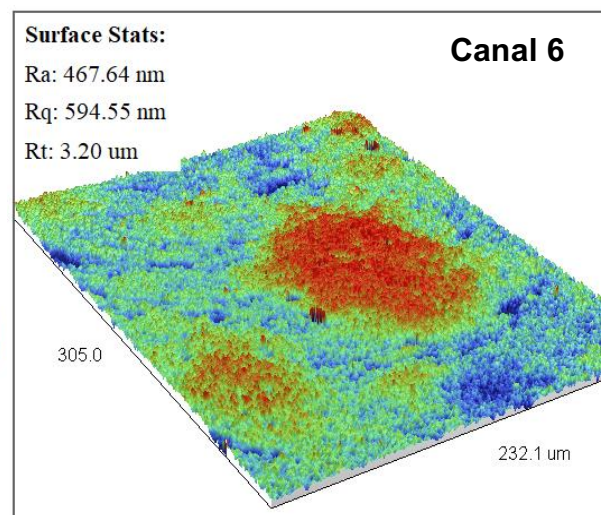 Surface Stats:
Canal 6
Ra: 467.64 nm
Rq: 594.55 nm
Rt: 3.20 um
305.0
232.1 um